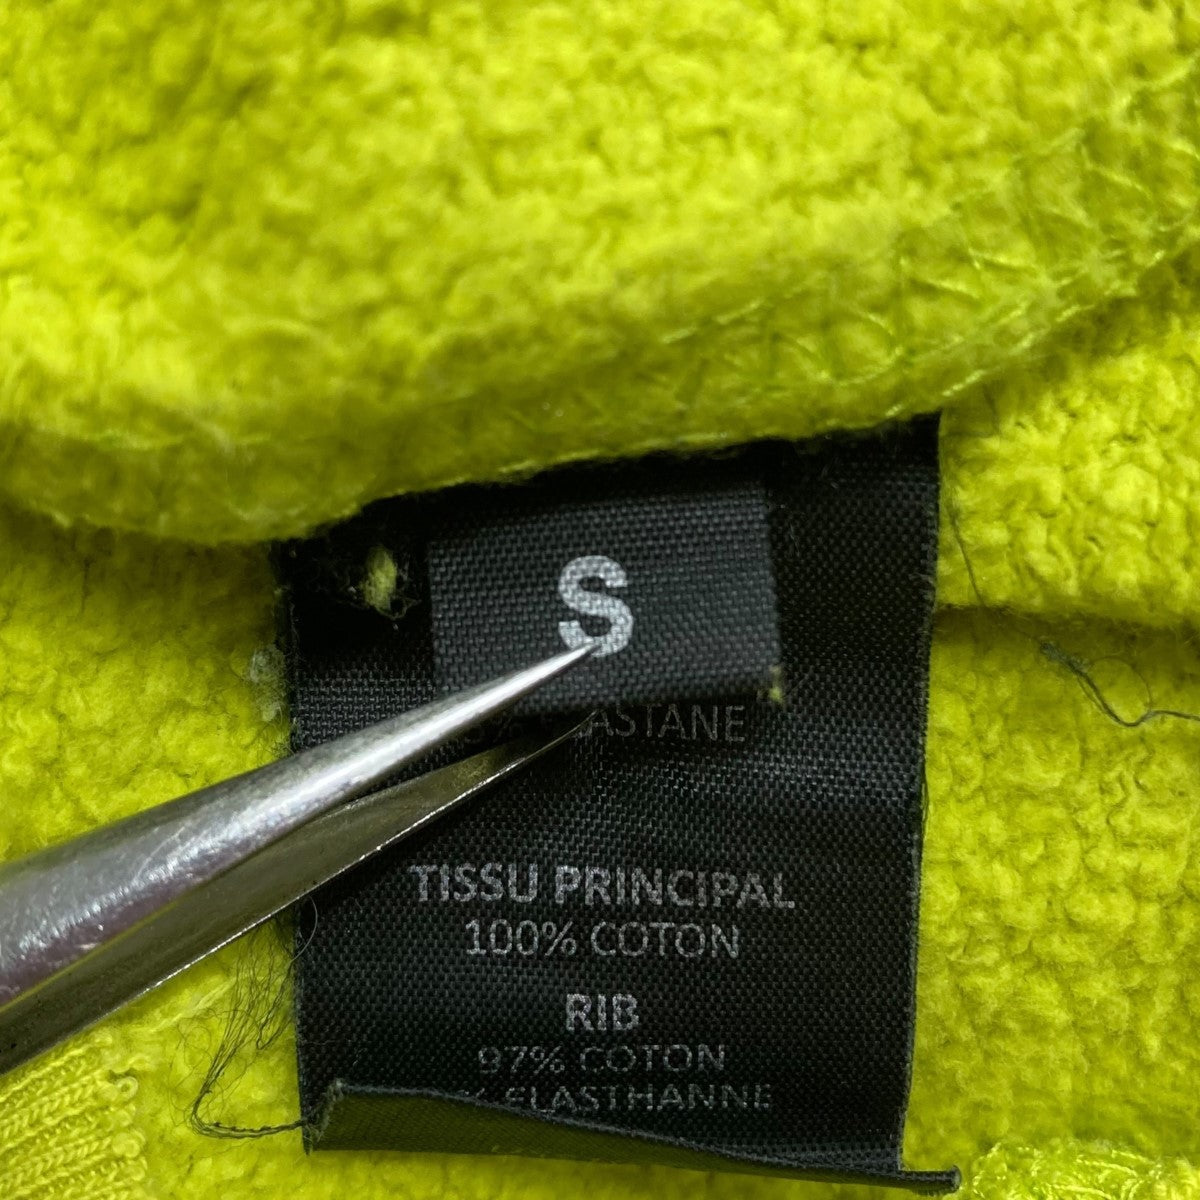 S
ELASTANE
TISSU PRINCIPAL
100% COTON
RIB
97% COTON
% ELASTHANNE